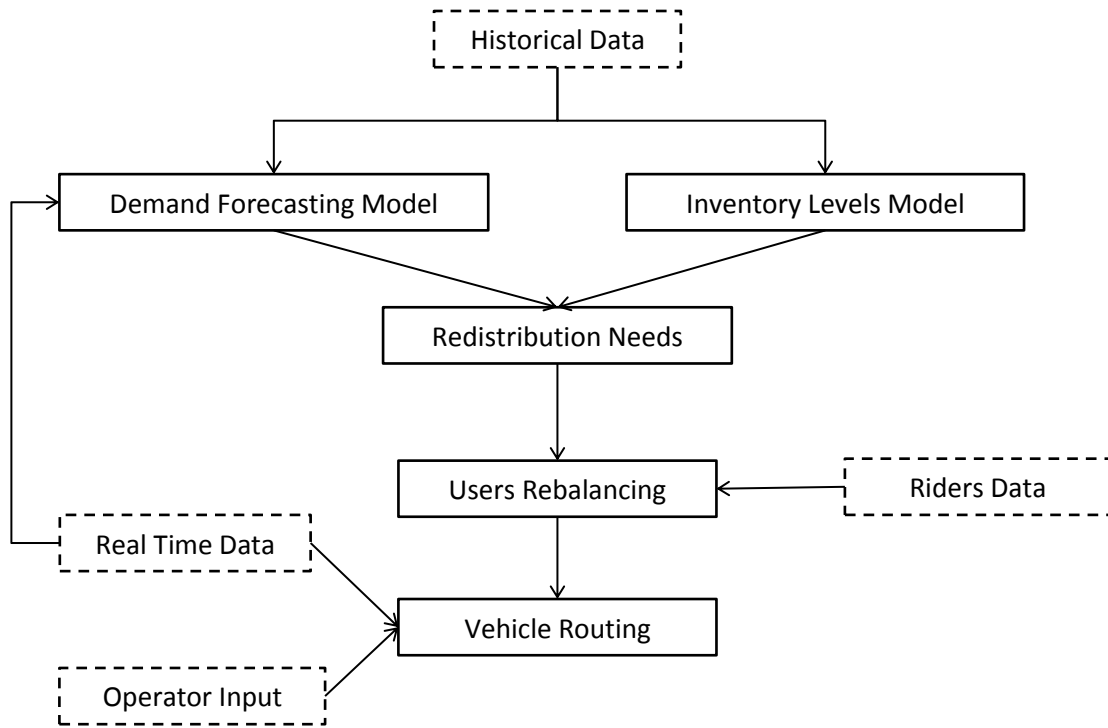 Historical Data
Demand Forecasting Model
Inventory Levels Model
Redistribution Needs
Users Rebalancing
Riders Data
Real Time Data
Vehicle Routing
Operator Input